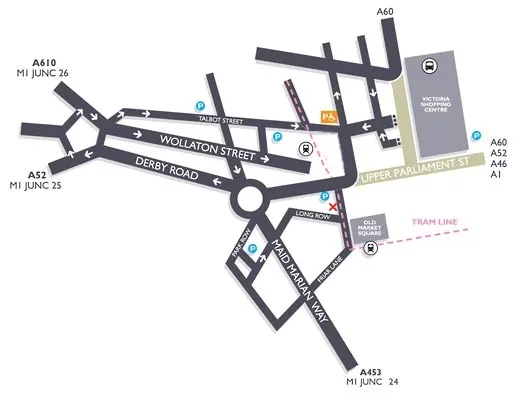 A60
A610
M1 JUNC 26
VICTORIA
SHOPPING
CENTRE
P
P
TALBOT STREET
WOLLATON STREET
P
P
A60
A52
A46
A1
DERBY ROAD
A52
M1 JUNC 25
UPPER PARLIAMENT ST
P
LONG ROW
OLD
MARKET
SQUARE
TRAM LINE
PARK ROW
P
MAID MARIAN WAY
FRIAR LANE
A453
M1 JUNC 24